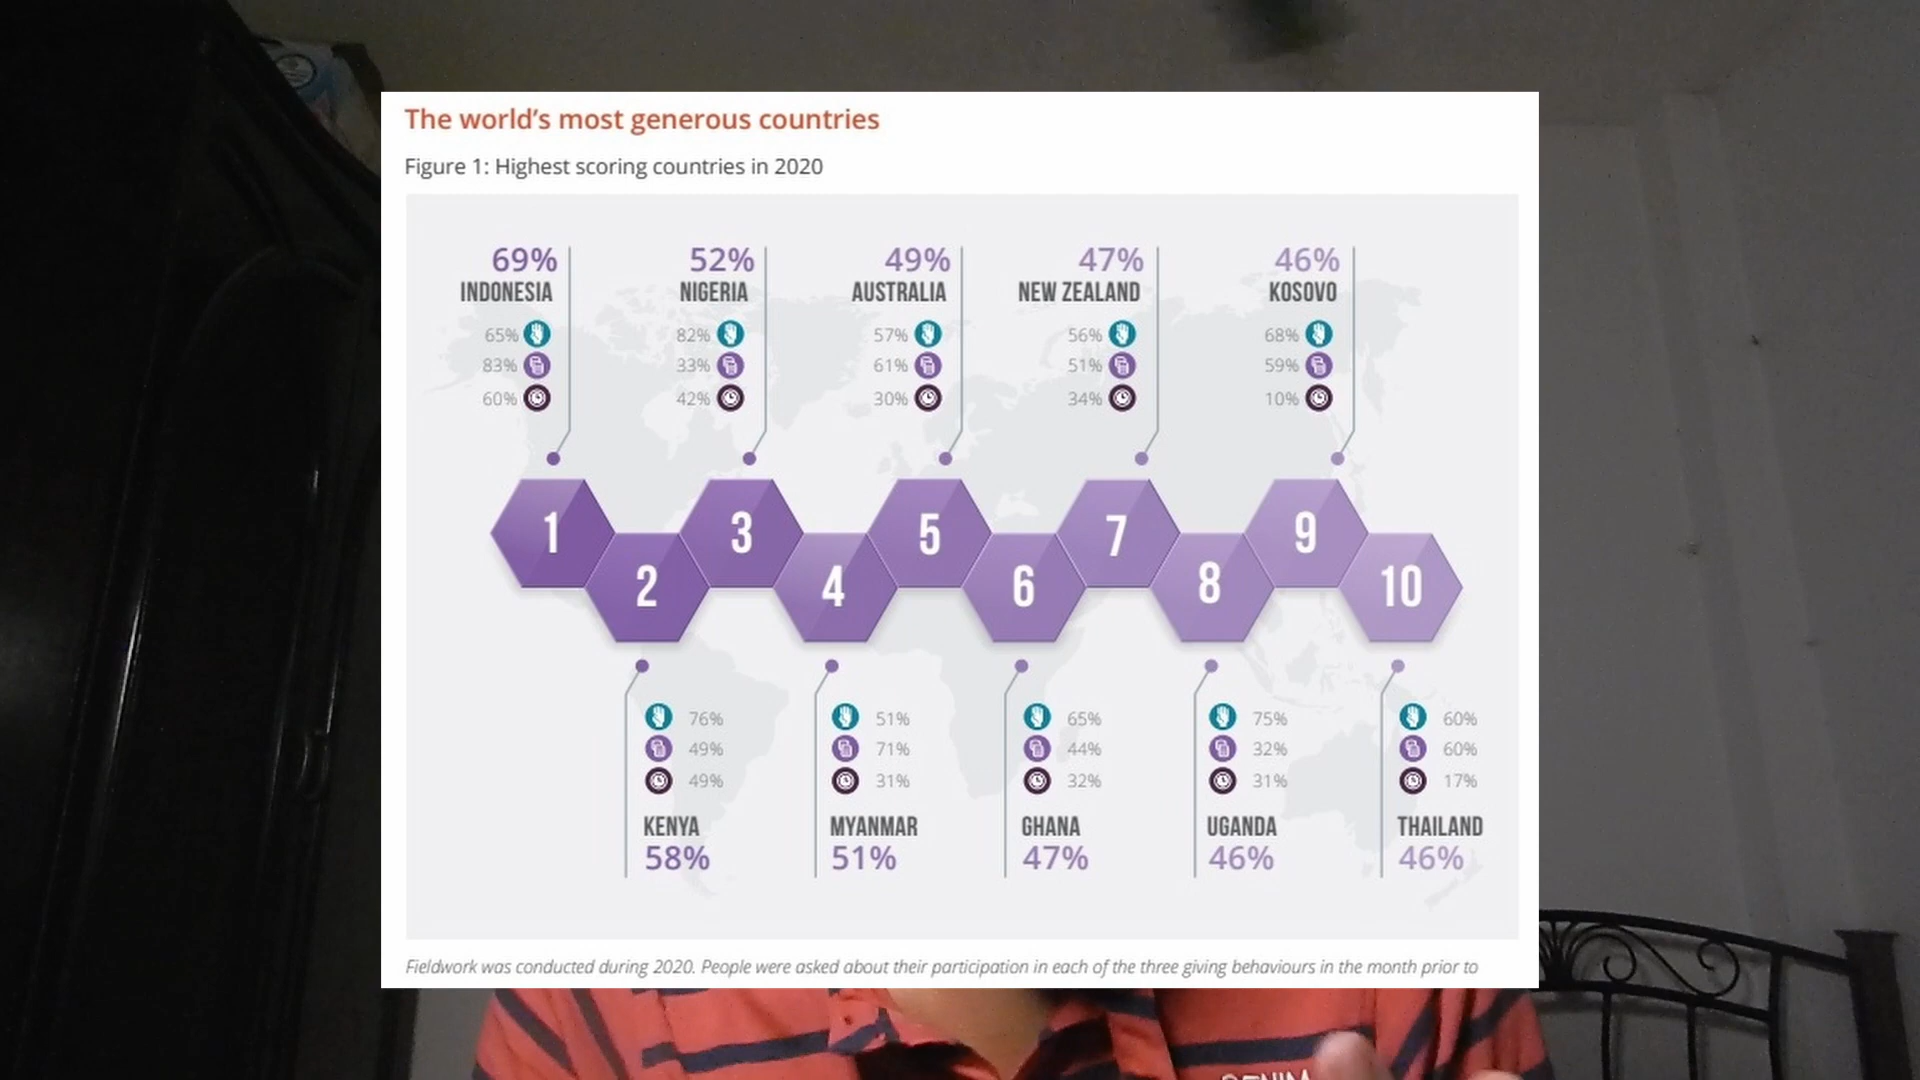 The world's most generous countries
Figure 1: Highest scoring countries in 2020
69% 52% 49% 47% 46%
INDONESIA NIGERIA AUSTRALIA NEW ZEALAND KOSOVO
65% 82% 57% 56% 68%
83% 33% 61% 51% 59%
60% 42% 30% 34% 10%
1 3 5 7 9
2 4 6 8 10
76% 51% 65% 75% 60%
49% 71% 44% 32% 60%
49% 31% 32% 31% 17%
KENYA MYANMAR GHANA UGANDA THAILAND
58% 51% 47% 46% 46%
Fieldwork was conducted during 2020. People were asked about their participation in each of the three giving behaviours in the month prior to